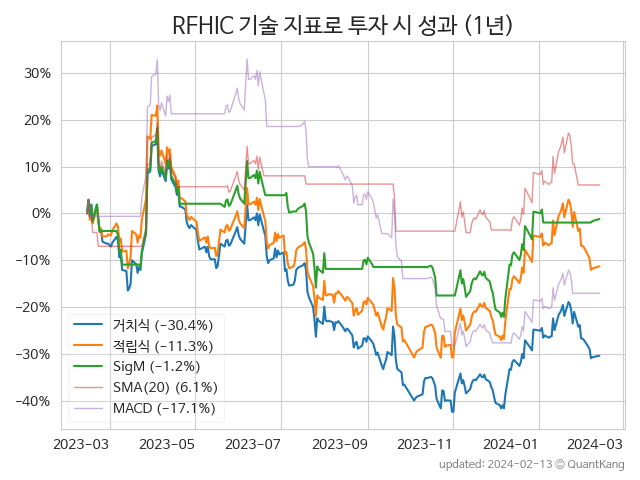 RFHIC 기술 지표로 투자 시 성과 (1년)
30%
20%
10%
0%
−10%
−20%
−30%
−40%
거치식 (−30.4%)
적립식 (−11.3%)
SigM (−1.2%)
SMA(20) (6.1%)
MACD (−17.1%)
2023-03 2023-05 2023-07 2023-09 2023-11 2024-01 2024-03
updated: 2024-02-13 © QuantKang